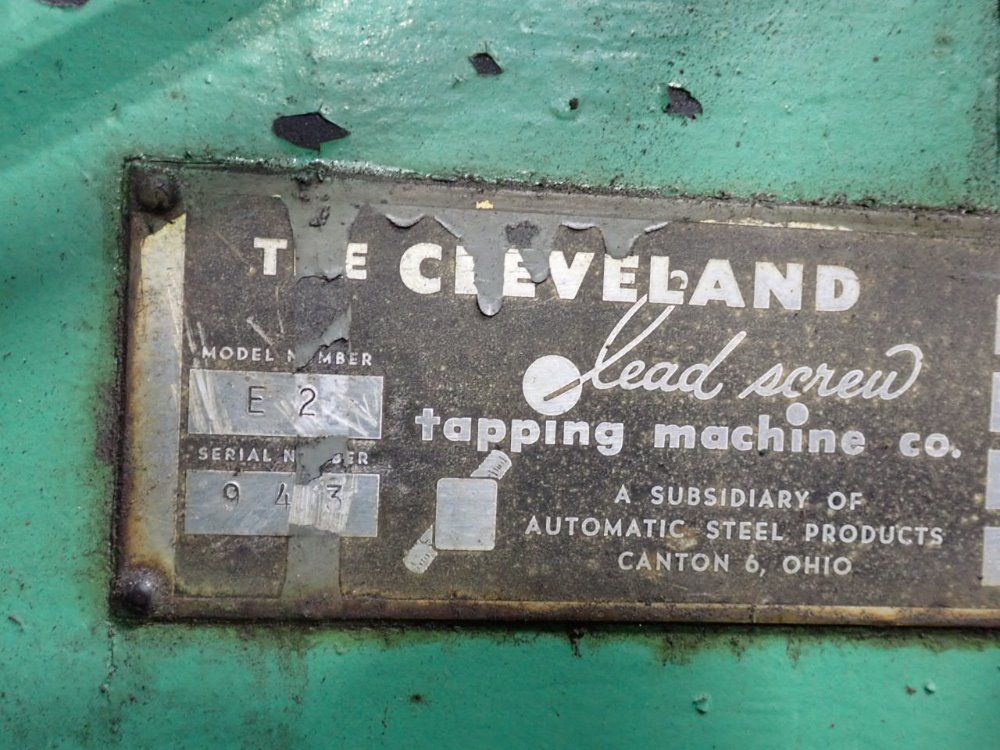 THE CLEVELAND
lead screw
tapping machine co.
MODEL NUMBER
E 2
SERIAL NUMBER
943
A SUBSIDIARY OF
AUTOMATIC STEEL PRODUCTS
CANTON 6, OHIO